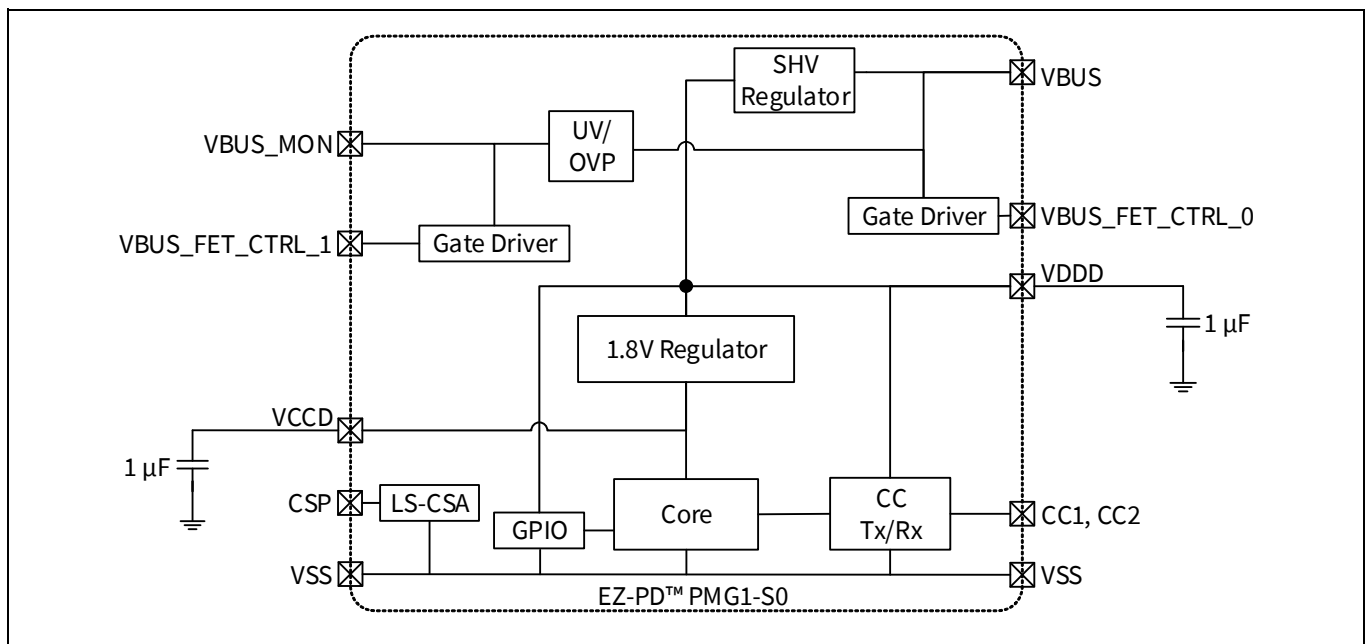 SHV
Regulator
VBUS
VBUS_MON
UV/
OVP
Gate Driver
VBUS_FET_CTRL_0
VBUS_FET_CTRL_1
Gate Driver
VDDD
1 µF
1.8V Regulator
VCCD
1 µF
CSP
LS-CSA
GPIO
Core
CC
Tx/Rx
CC1, CC2
VSS
VSS
EZ-PD™ PMG1-S0